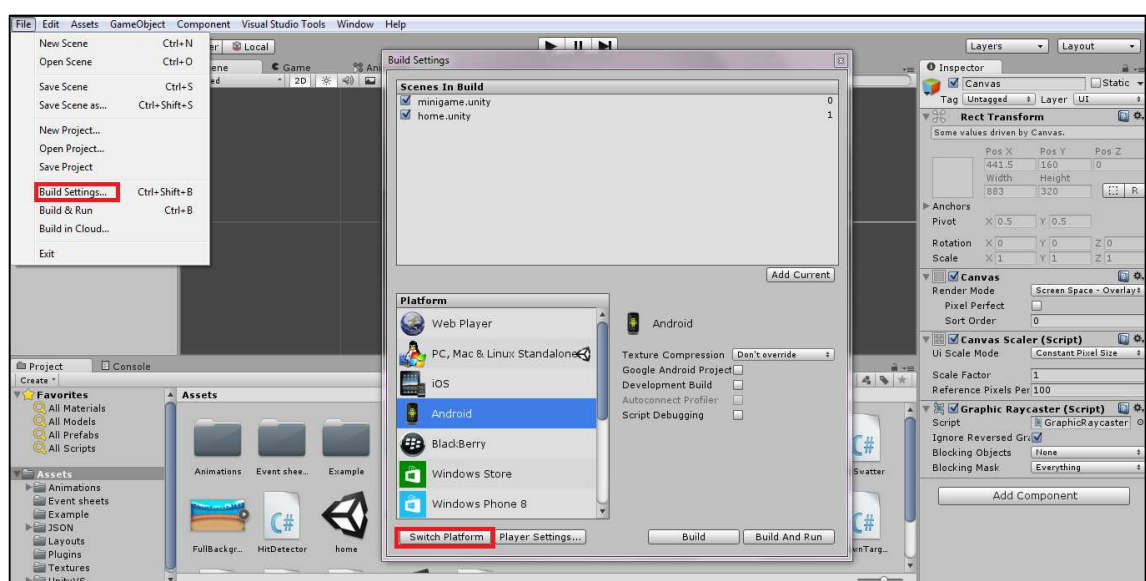 File Edit Assets GameObject Component Visual Studio Tools Window Help
New Scene Ctrl+N
Open Scene Ctrl+O
Save Scene Ctrl+S
Save Scene as... Ctrl+Shift+S
New Project...
Open Project...
Save Project
Build Settings... Ctrl+Shift+B
Build & Run Ctrl+B
Build in Cloud...
Exit
Local
Game
2D
Build Settings
Scenes In Build
minigame.unity 0
home.unity 1
Add Current
Platform
Web Player
PC, Mac & Linux Standalone
iOS
Android
BlackBerry
Windows Store
Windows Phone 8
Android
Texture Compression Don't override
Google Android Project
Development Build
Autoconnect Profiler
Script Debugging
Switch Platform Player Settings...
Build Build And Run
Layers Layout
Inspector
Canvas Static
Tag Untagged Layer UI
Rect Transform
Some values driven by Canvas.
Pos X Pos Y Pos Z
441.5 160 0
Width Height
883 320
R
Anchors
Pivot X 0.5 Y 0.5
Rotation X 0 Y 0 Z 0
Scale X 1 Y 1 Z 1
Canvas
Render Mode Screen Space - Overlay
Pixel Perfect
Sort Order 0
Canvas Scaler (Script)
Ui Scale Mode Constant Pixel Size
Scale Factor 1
Reference Pixels Per 100
Graphic Raycaster (Script)
Script GraphicRaycaster
Ignore Reversed Gra
Blocking Objects None
Blocking Mask Everything
Add Component
Project Console
Create
Favorites
All Materials
All Models
All Prefabs
All Scripts
Assets
Animations
Event sheets
Example
JSON
Layouts
Plugins
Textures
UnityVS
Assets
Animations Event shee... Example
C#
FullBackgr... HitDetector home
C#
Swatter
C#
wnTarg...